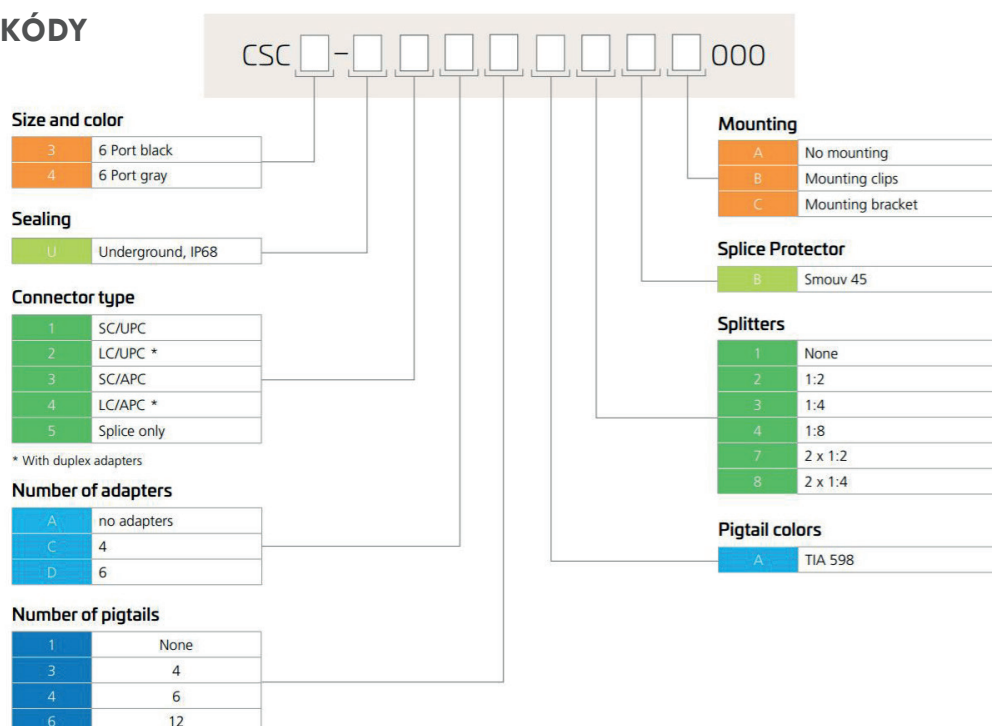 KÓDY
CSC - 000
Size and color
3 6 Port black
4 6 Port gray
Sealing
U Underground, IP68
Connector type
1 SC/UPC
2 LC/UPC *
3 SC/APC
4 LC/APC *
5 Splice only
* With duplex adapters
Number of adapters
A no adapters
C 4
D 6
Number of pigtails
1 None
3 4
4 6
6 12
Mounting
A No mounting
B Mounting clips
C Mounting bracket
Splice Protector
B Smouv 45
Splitters
1 None
2 1:2
3 1:4
4 1:8
7 2 x 1:2
8 2 x 1:4
Pigtail colors
A TIA 598